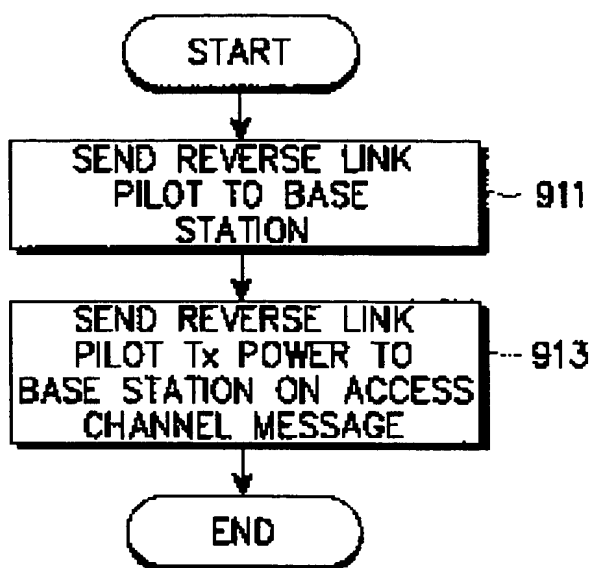 START
SEND REVERSE LINK
PILOT TO BASE
STATION
911
SEND REVERSE LINK
PILOT Tx POWER TO
BASE STATION ON ACCESS
CHANNEL MESSAGE
913
END